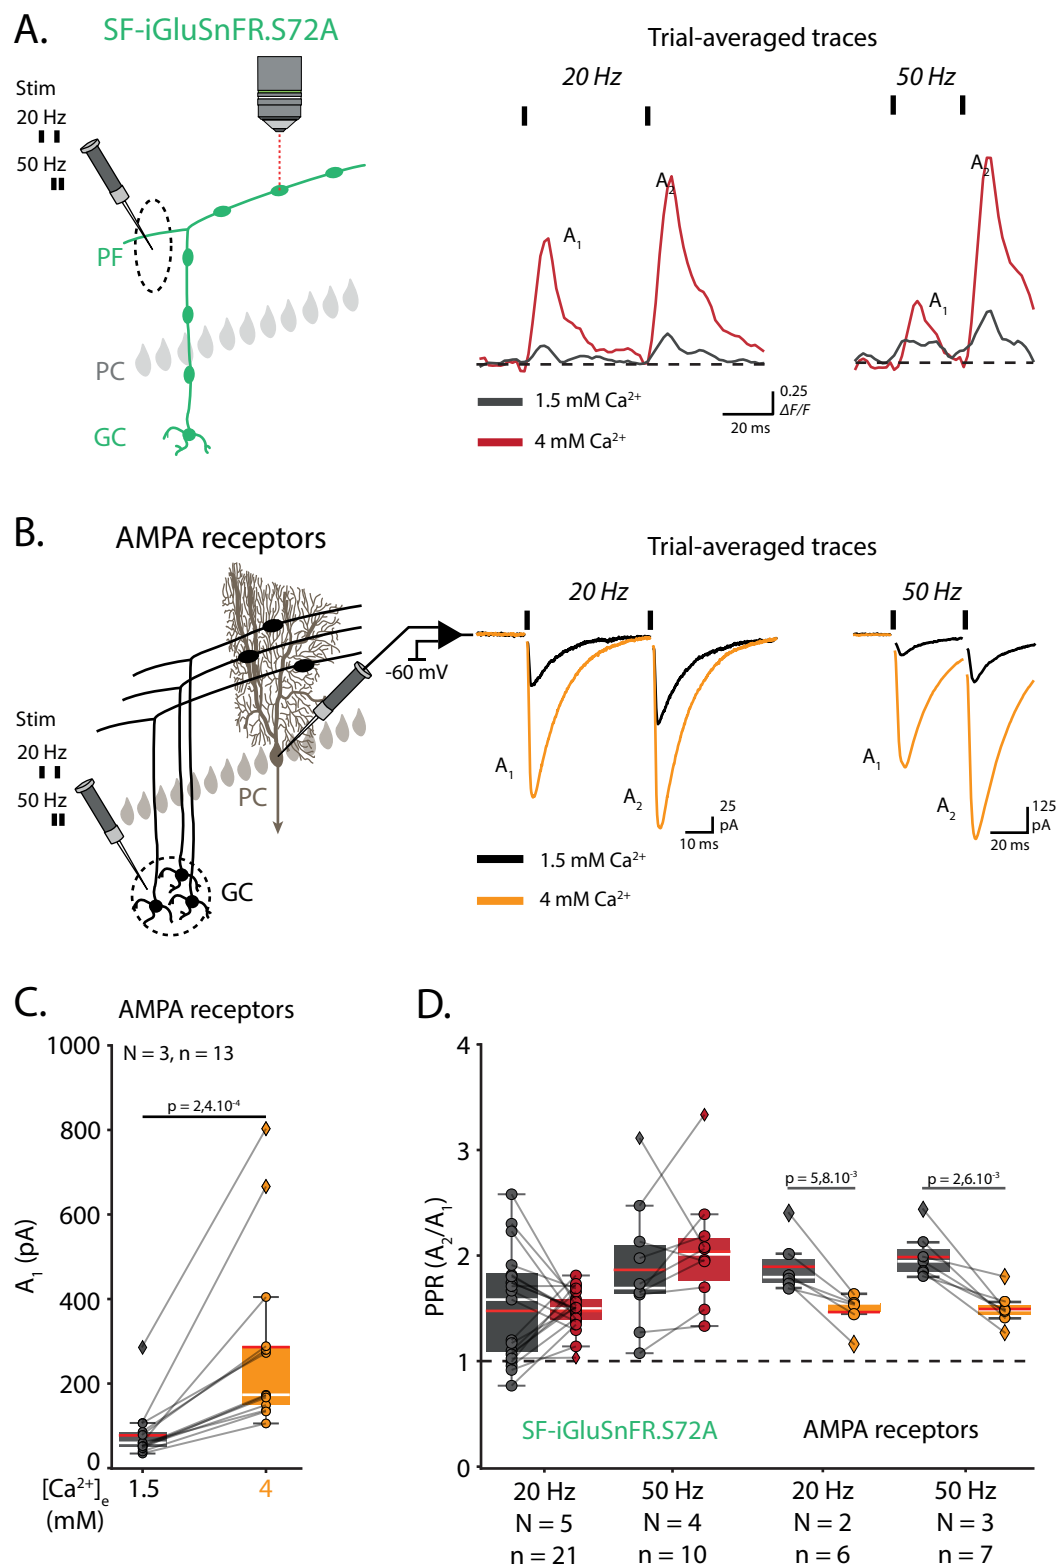 A.
SF-iGluSnFR.S72A
Stim
20 Hz
50 Hz
PF
PC
GC
Trial-averaged traces
20 Hz
50 Hz
A1
A2
A1
A2
1.5 mM Ca²⁺
4 mM Ca²⁺
0.25
ΔF/F
20 ms
B.
AMPA receptors
Stim
20 Hz
50 Hz
PC
GC
-60 mV
Trial-averaged traces
20 Hz
50 Hz
A1
A2
A1
A2
25
pA
10 ms
125
pA
20 ms
1.5 mM Ca²⁺
4 mM Ca²⁺
C.
AMPA receptors
N = 3, n = 13
p = 2,4.10⁻⁴
A1 (pA)
1000
800
600
400
200
0
[Ca²⁺]e
(mM)
1.5
4
D.
PPR (A2/A1)
4
3
2
1
0
p = 5,8.10⁻³
p = 2,6.10⁻³
SF-iGluSnFR.S72A
AMPA receptors
20 Hz 50 Hz 20 Hz 50 Hz
N = 5 N = 4 N = 2 N = 3
n = 21 n = 10 n = 6 n = 7